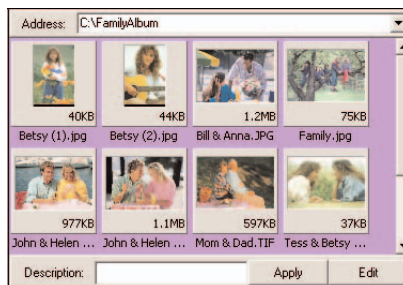 Address: C:\FamilyAlbum
40KB 44KB 1.2MB 75KB
Betsy (1).jpg Betsy (2).jpg Bill & Anna.JPG Family.jpg
977KB 1.1MB 597KB 37KB
John & Helen ... John & Helen ... Mom & Dad.TIF Tess & Betsy ...
Description: Apply Edit